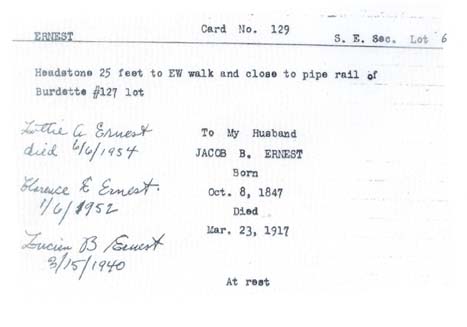 Card No. 129
ERNEST
S. E. Sec. Lot 6
Headstone 25 feet to EW walk and close to pipe rail of
Burdette #127 lot
Lottie A Ernest
died 6/6/1954
Florence E Ernest.
1/6/1952
Lucien B Ernest
3/15/1940
To My Husband
JACOB B. ERNEST
Born
Oct. 8, 1847
Died
Mar. 23, 1917
At rest